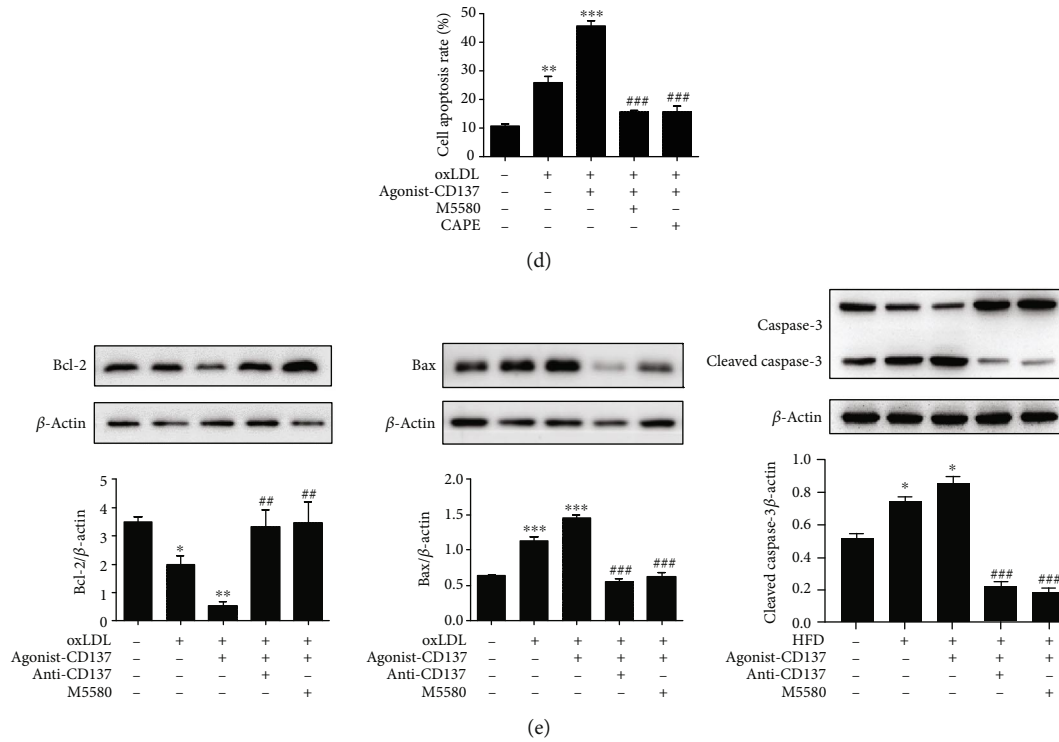 Cell apoptosis rate (%)
50
40
30
20
10
0
** *** ### ###
oxLDL – + + + +
Agonist-CD137 – – + + +
M5580 – – – + –
CAPE – – – – +
(d)
Bcl-2
β-Actin
Bcl-2/β-actin
5
4
3
2
1
0
* ** ## ##
oxLDL – + + + +
Agonist-CD137 – – + + +
Anti-CD137 – – – + –
M5580 – – – – +
Bax
β-Actin
Bax/β-actin
2.0
1.5
1.0
0.5
0.0
*** *** ### ###
oxLDL – + + + +
Agonist-CD137 – – + + +
Anti-CD137 – – – + –
M5580 – – – – +
Caspase-3
Cleaved caspase-3
β-Actin
Cleaved caspase-3β-actin
1.0
0.8
0.6
0.4
0.2
0.0
* * ### ###
HFD – + + + +
Agonist-CD137 – – + + +
Anti-CD137 – – – + –
M5580 – – – – +
(e)